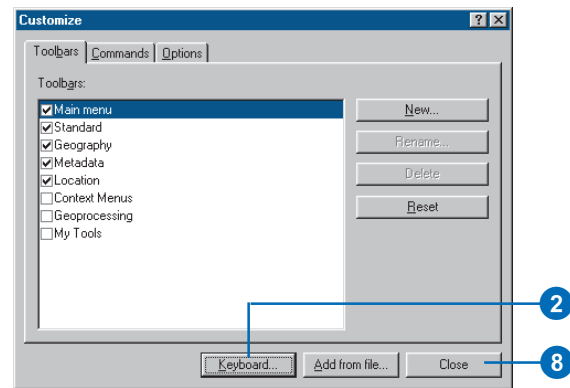 Customize
Toolbars Commands Options
Toolbars:
Main menu
Standard
Geography
Metadata
Location
Context Menus
Geoprocessing
My Tools
New...
Rename...
Delete
Reset
2
Keyboard... Add from file... Close
8